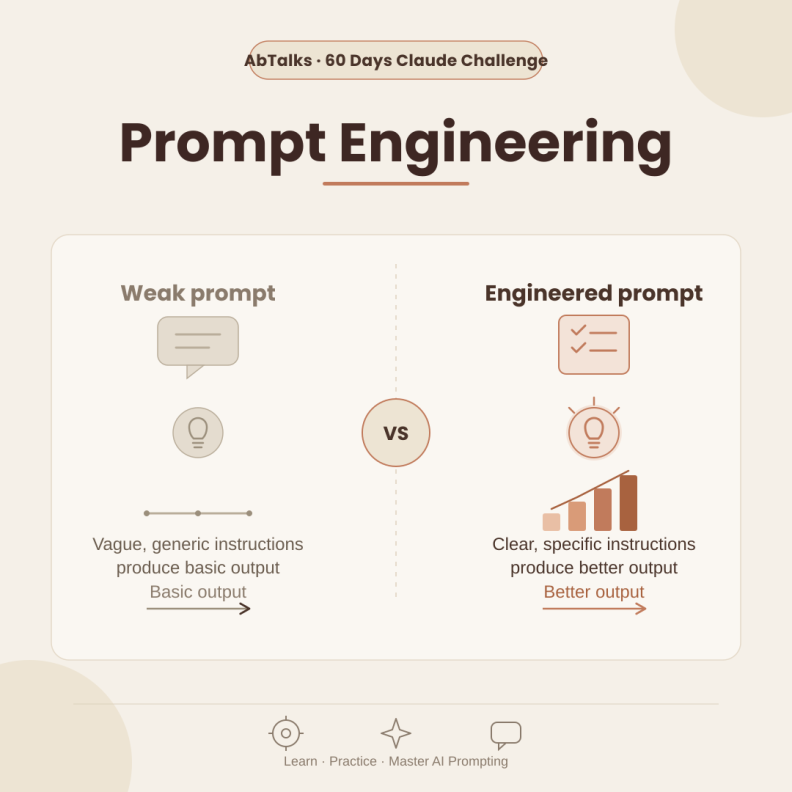 AbTalks · 60 Days Claude Challenge
Prompt Engineering
Weak prompt
Vague, generic instructions
produce basic output
Basic output
VS
Engineered prompt
Clear, specific instructions
produce better output
Better output
Learn · Practice · Master AI Prompting